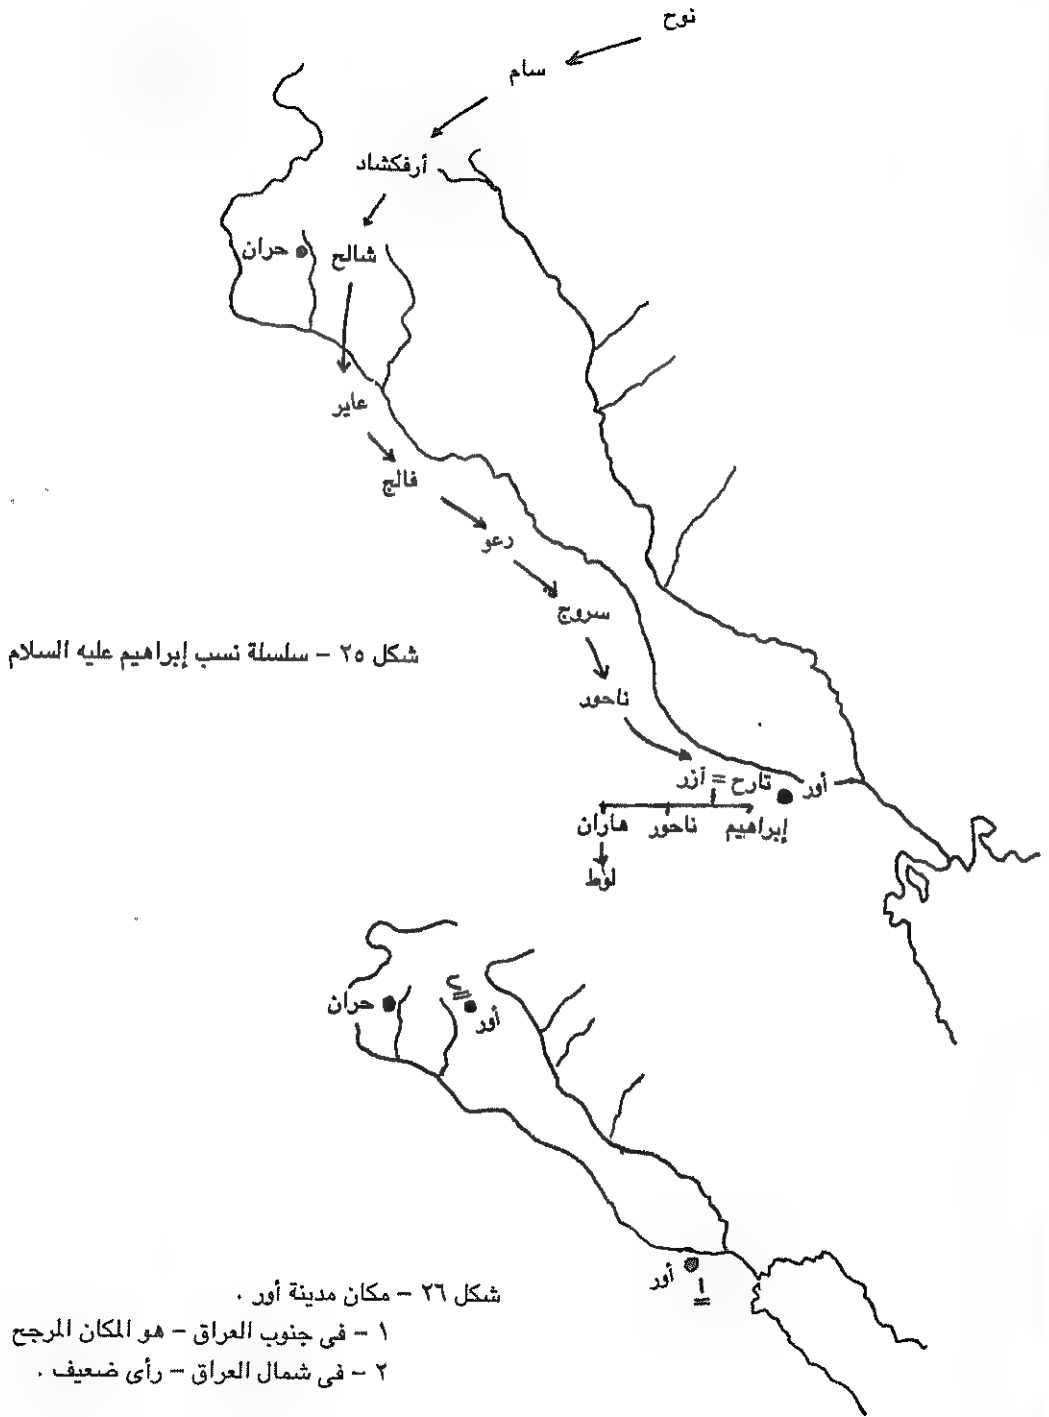 نوح
سام
أرفكشاد
حران
شالح
عابر
فالج
رعو
سروج
شكل ٢٥ – سلسلة نسب إبراهيم عليه السلام
ناحور
تارح = آزر
أور
إبراهيم
ناحور
هاران
لوط
حران
٢
أور
أور
١
شكل ٢٦ – مكان مدينة أور .
١ – فى جنوب العراق – هو المكان المرجح
٢ – فى شمال العراق – رأى ضعيف .